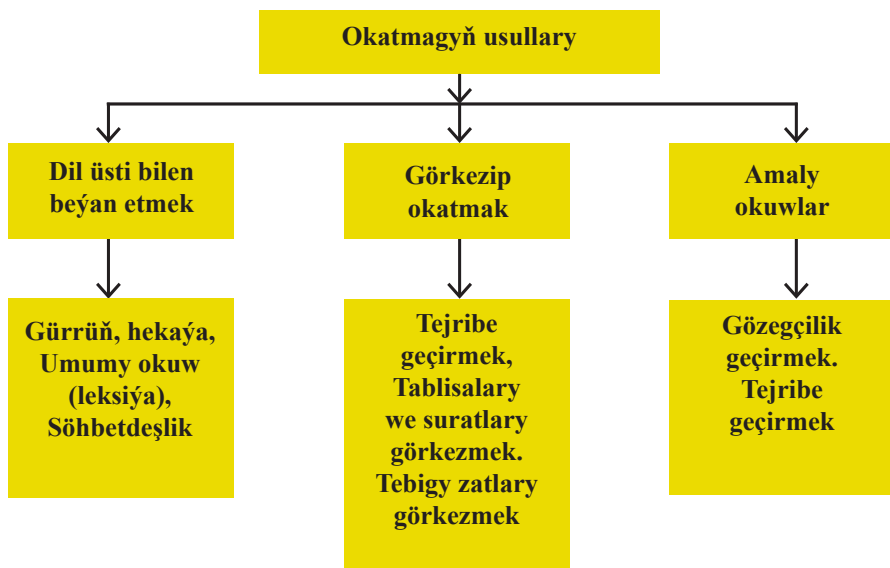 Okatmagyň usullary
Dil üsti bilen
beýan etmek
Görkezip
okatmak
Amaly
okuwlar
Gürrüň, hekaýa,
Umumy okuw
(leksiýa),
Söhbetdeşlik
Tejribe
geçirmek,
Tablisalary
we suratlary
görkezmek.
Tebigy zatlary
görkezmek
Gözegçilik
geçirmek.
Tejribe
geçirmek